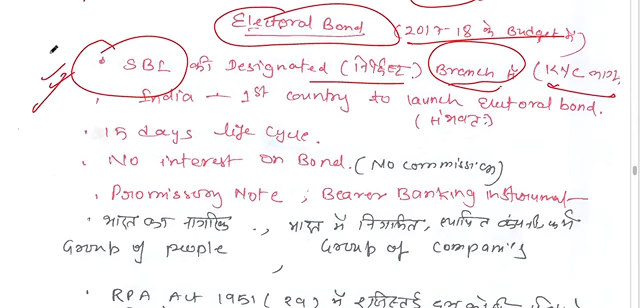 Electoral Bond (2017-18 के Budget में)
SBI की Designated (निर्दिष्ट) Branch में (KYC
India - 1st country to launch Electoral bond.
(संभवतः)
15 days life Cycle.
No interest on Bond. (No commission)
Promissory Note ; Bearer Banking instrument
भारत का नागरिक , भारत में निगमित, स्थापित कंपनी
Group of people Group of company's
,
RPA Act 1951 (29) में